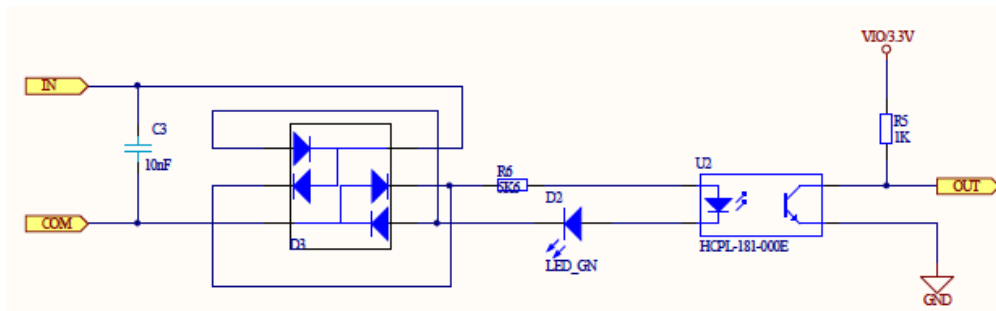 VIO/3.3V
IN
C3
10nF
R5
1K
R6
5K6
U2
D2
OUT
COM
D3
LED_GN
HCPL-181-000E
GND